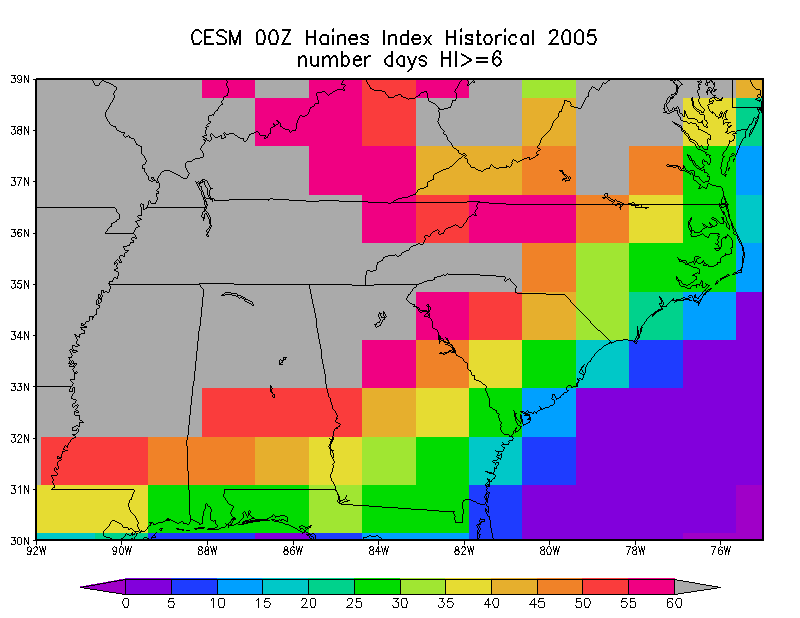 CESM 00Z Haines Index Historical 2005
number days HI>=6
39N
38N
37N
36N
35N
34N
33N
32N
31N
30N
92W 90W 88W 86W 84W 82W 80W 78W 76W
0 5 10 15 20 25 30 35 40 45 50 55 60